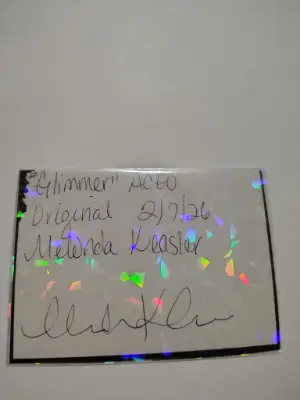 "Glimmer" ACEO
Original 2/7/26
Melinda Keasler